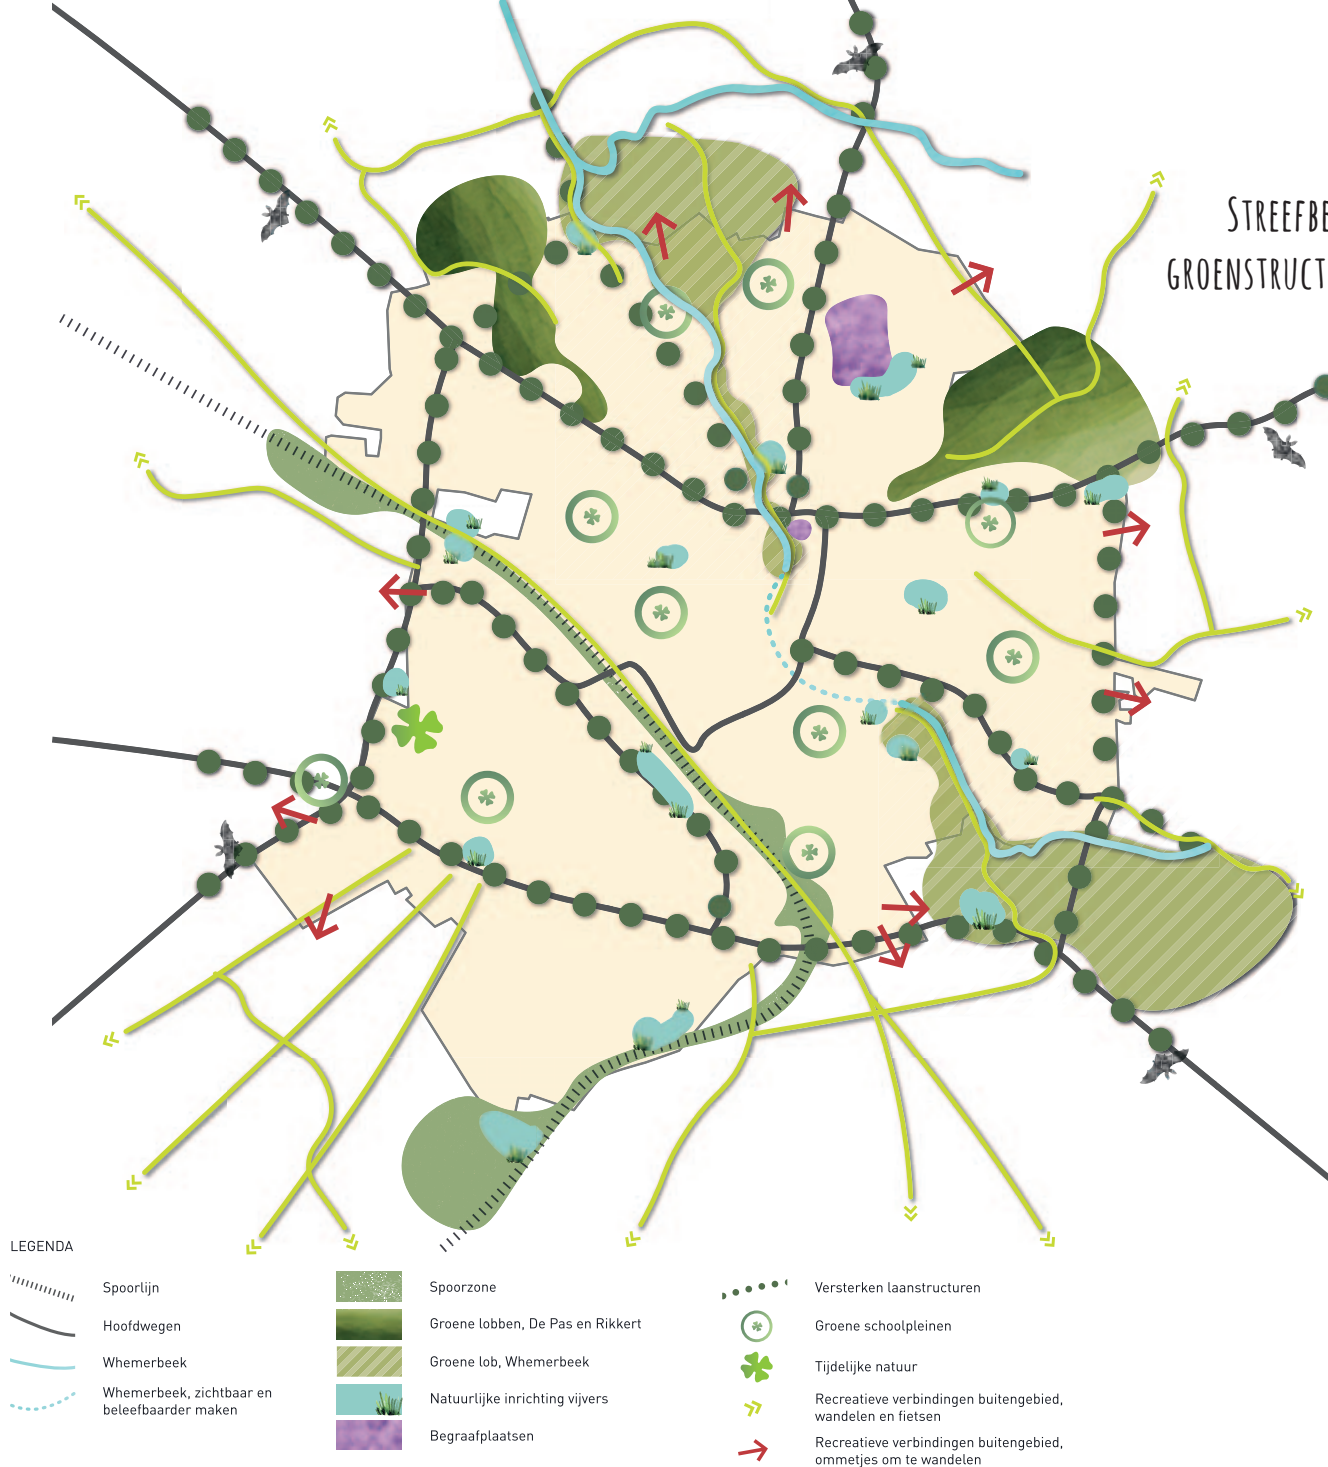 STREEFBE
GROENSTRUCT
LEGENDA
Spoorlijn
Hoofdwegen
Whemerbeek
Whemerbeek, zichtbaar en
beleefbaarder maken
Spoorzone
Groene lobben, De Pas en Rikkert
Groene lob, Whemerbeek
Natuurlijke inrichting vijvers
Begraafplaatsen
Versterken laanstructuren
Groene schoolpleinen
Tijdelijke natuur
Recreatieve verbindingen buitengebied,
wandelen en fietsen
Recreatieve verbindingen buitengebied,
ommetjes om te wandelen